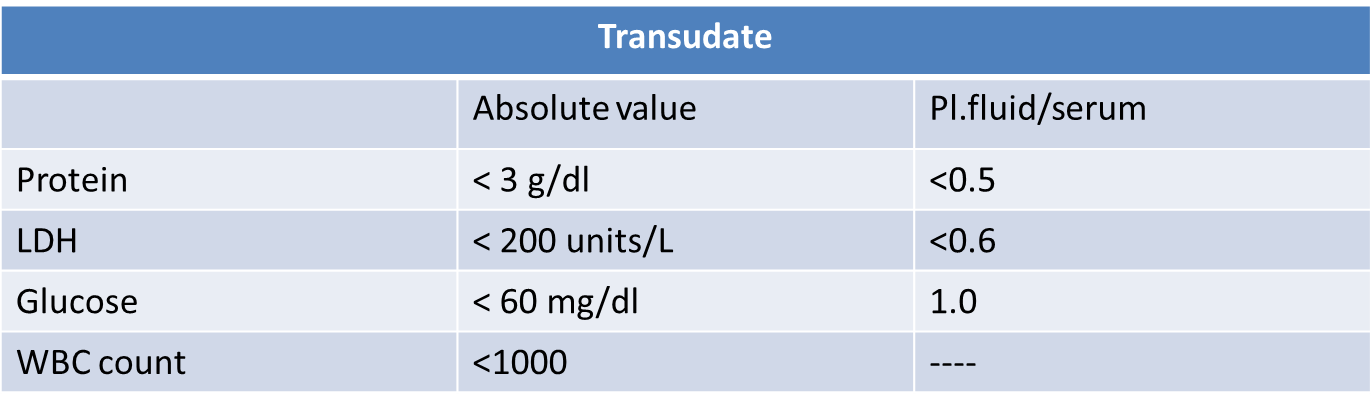 Transudate
Absolute value Pl.fluid/serum
Protein < 3 g/dl <0.5
LDH < 200 units/L <0.6
Glucose < 60 mg/dl 1.0
WBC count <1000 ----